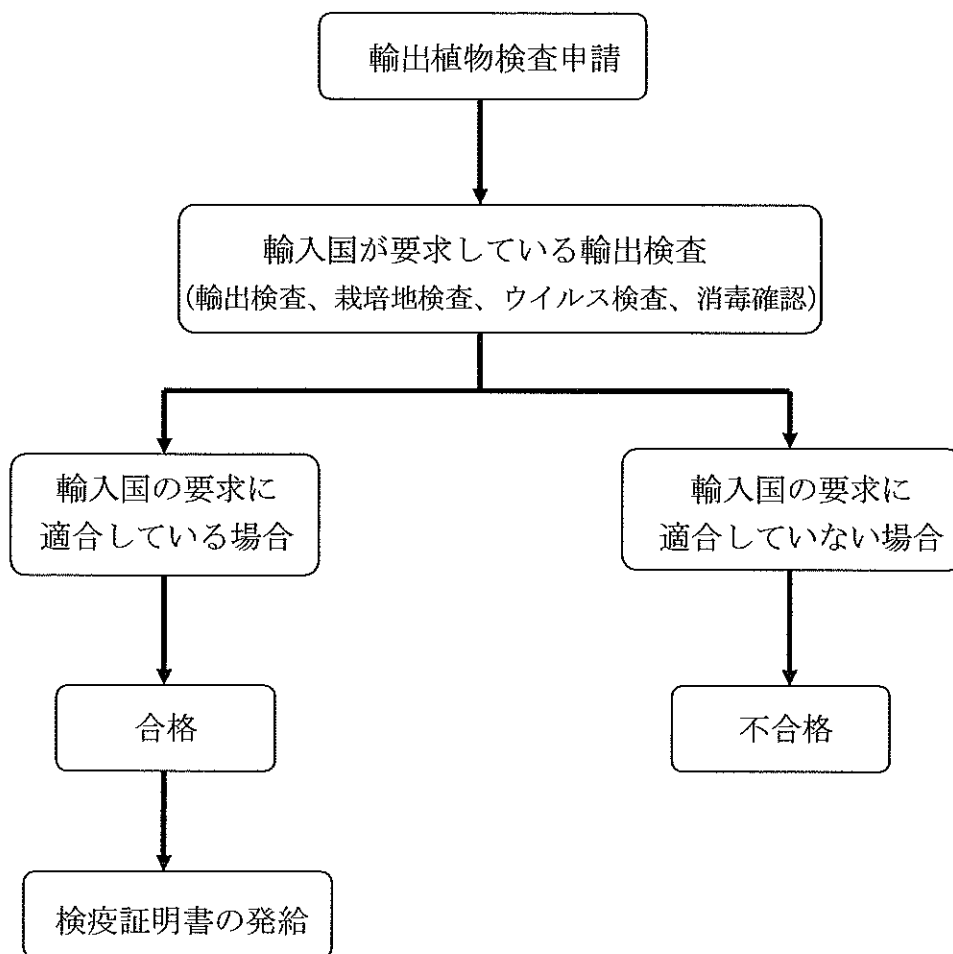 輸出植物検査申請
輸入国が要求している輸出検査
(輸出検査、栽培地検査、ウイルス検査、消毒確認)
輸入国の要求に
適合している場合
輸入国の要求に
適合していない場合
合格
不合格
検疫証明書の発給